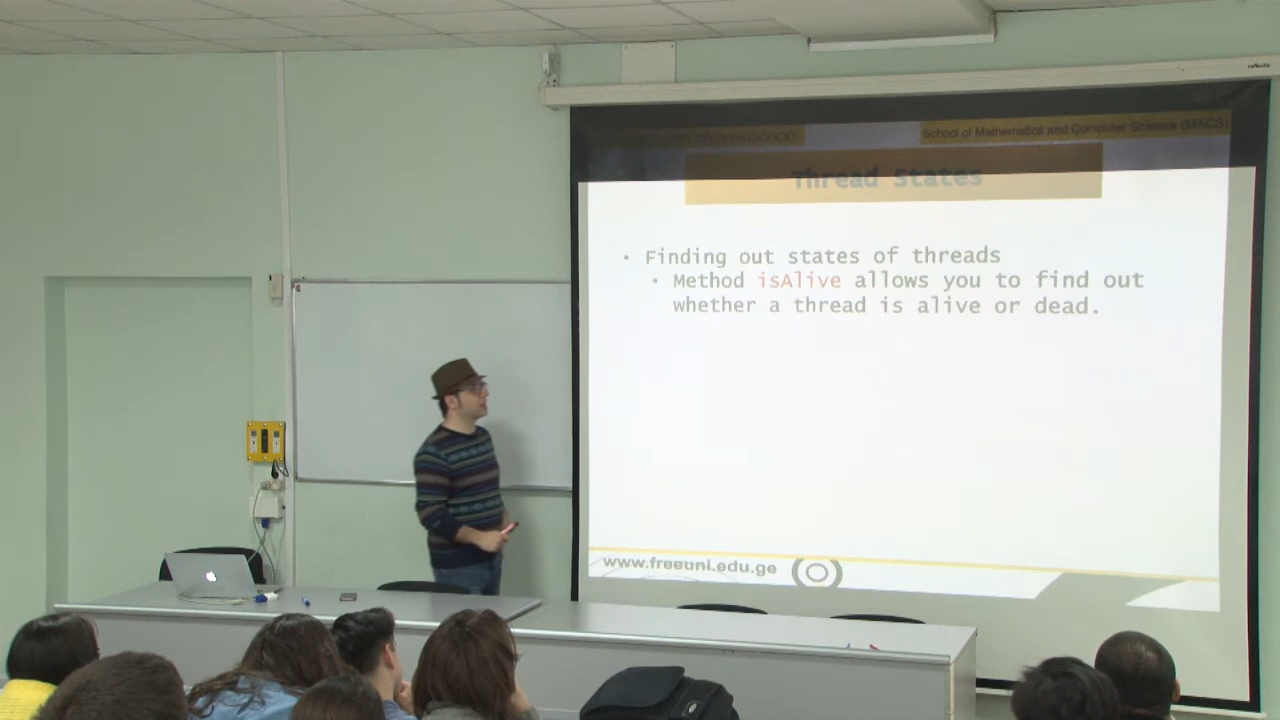 School of Mathematics and Computer Science (MACS)
Thread States
• Finding out states of threads
• Method isAlive allows you to find out
whether a thread is alive or dead.
www.freeuni.edu.ge